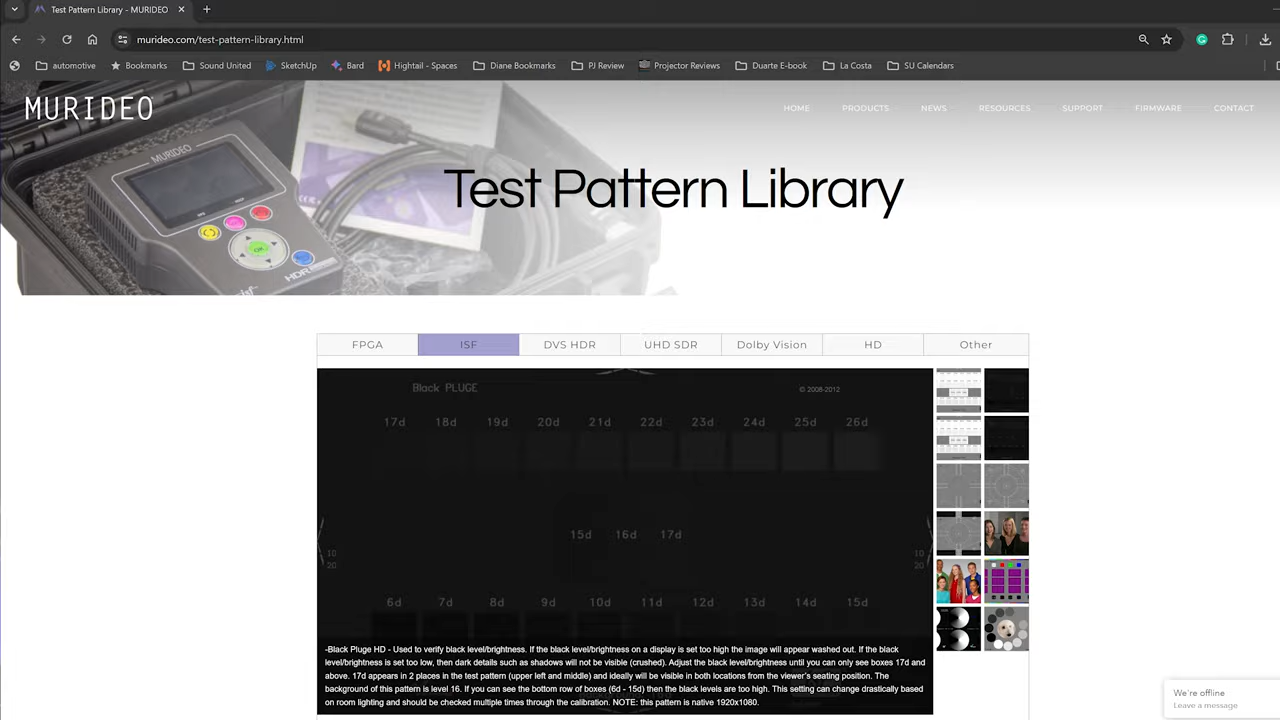 Test Pattern Library - MURIDEO
murideo.com/test-pattern-library.html
automotive Bookmarks Sound United SketchUp Bard Hightail - Spaces Diane Bookmarks PJ Review Projector Reviews Duarte E-book La Costa SU Calendars
MURIDEO
HOME PRODUCTS NEWS RESOURCES SUPPORT FIRMWARE CONTACT
MURIDEO
Test Pattern Library
OK
HDR
isf
FPGA ISF DVS HDR UHD SDR Dolby Vision HD Other
Black PLUGE © 2008-2012
17d 18d 19d 20d 21d 22d 23d 24d 25d 26d
15d 16d 17d
10 10
20 20
6d 7d 8d 9d 10d 11d 12d 13d 14d 15d
-Black Pluge HD - Used to verify black level/brightness. If the black level/brightness on a display is set too high the image will appear washed out. If the black
level/brightness is set too low, then dark details such as shadows will not be visible (crushed). Adjust the black level/brightness until you can only see boxes 17d and
above. 17d appears in 2 places in the test pattern (upper left and middle) and ideally will be visible in both locations from the viewer's seating position. The
background of this pattern is level 16. If you can see the bottom row of boxes (6d - 15d) then the black levels are too high. This setting can change drastically based
on room lighting and should be checked multiple times through the calibration. NOTE: this pattern is native 1920x1080.
We're offline
Leave a message